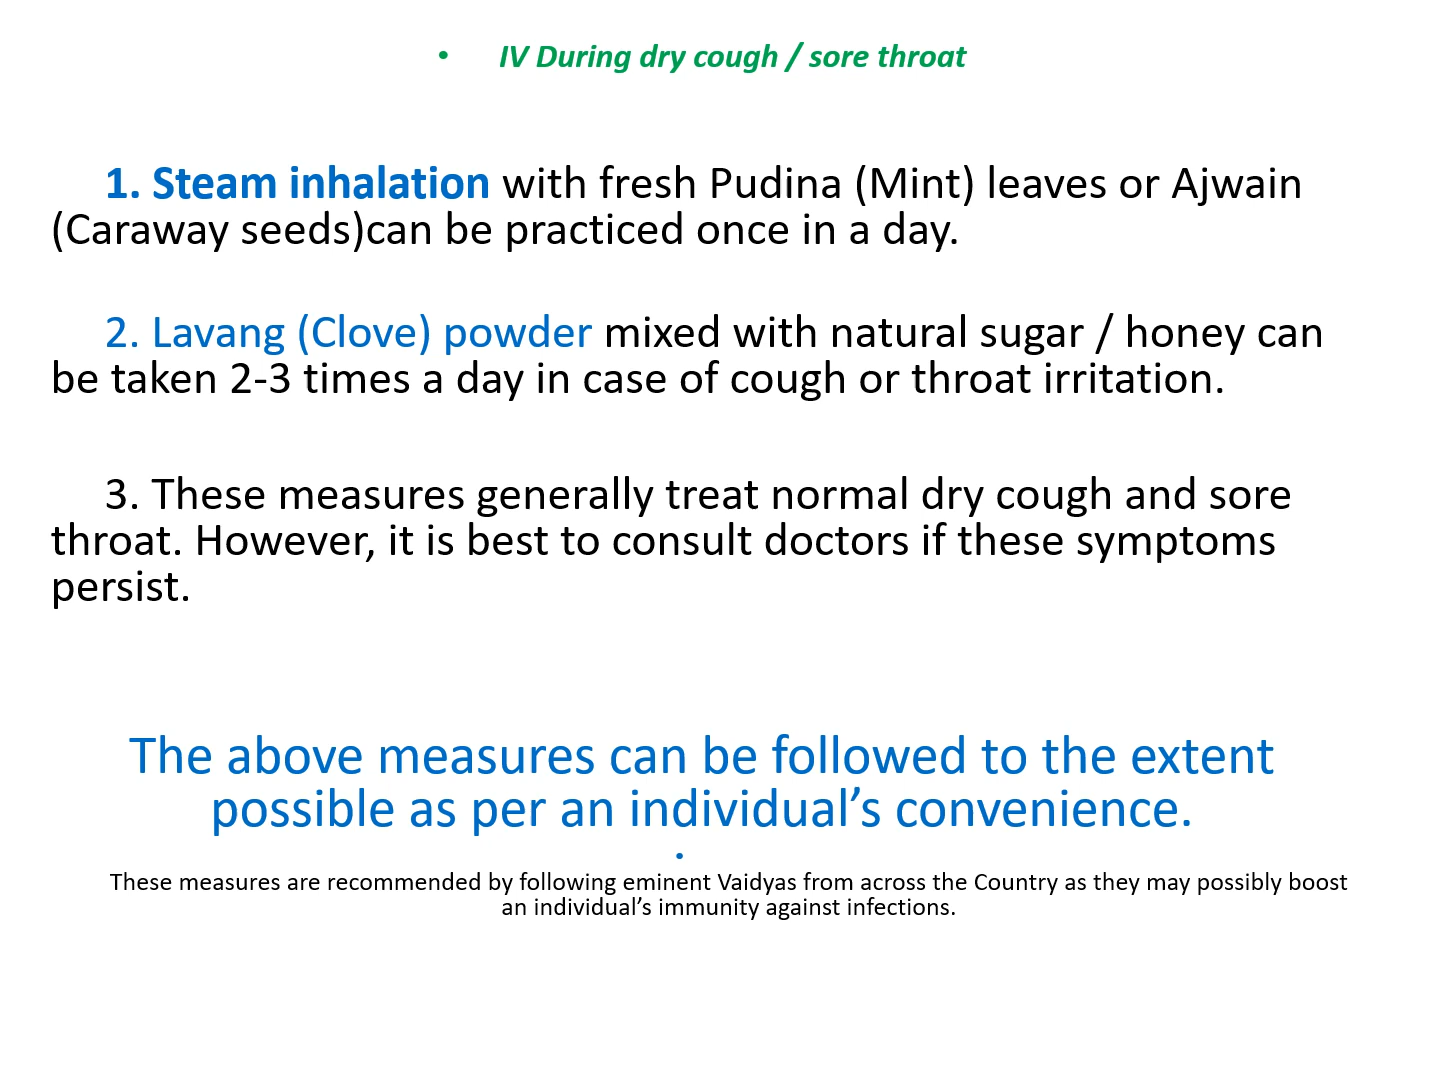 • IV During dry cough / sore throat
1. Steam inhalation with fresh Pudina (Mint) leaves or Ajwain
(Caraway seeds)can be practiced once in a day.
2. Lavang (Clove) powder mixed with natural sugar / honey can
be taken 2-3 times a day in case of cough or throat irritation.
3. These measures generally treat normal dry cough and sore
throat. However, it is best to consult doctors if these symptoms
persist.
The above measures can be followed to the extent
possible as per an individual’s convenience.
•
These measures are recommended by following eminent Vaidyas from across the Country as they may possibly boost
an individual’s immunity against infections.